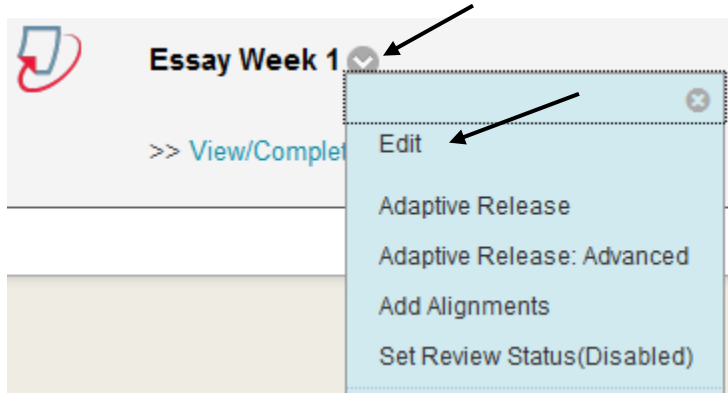 Essay Week 1
Edit
>> View/Complet
Adaptive Release
Adaptive Release: Advanced
Add Alignments
Set Review Status(Disabled)